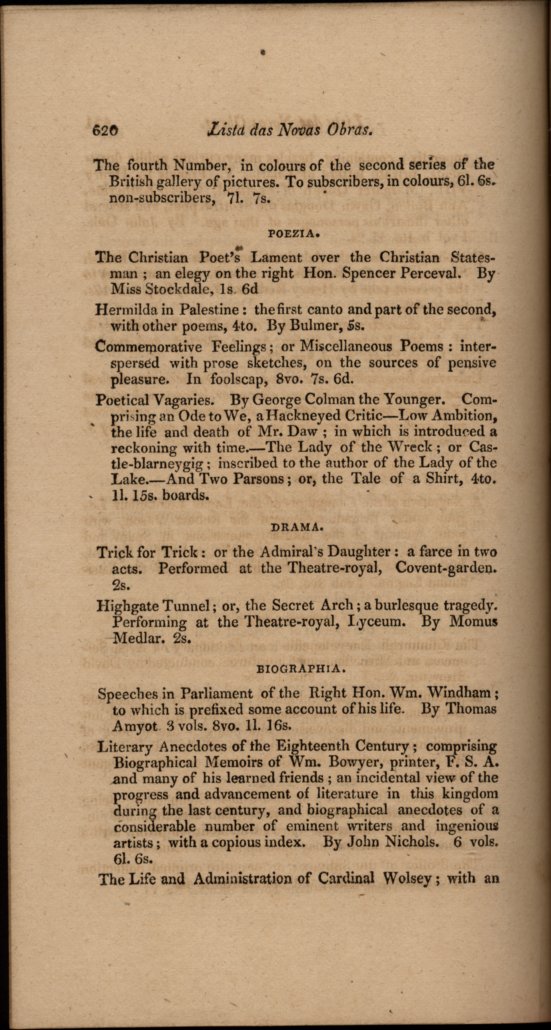 620 Lista das Novas Obras.
The fourth Number, in colours of the second series of the
British gallery of pictures. To subscribers, in colours, 6l. 6s.
non-subscribers, 7l. 7s.
POEZIA.
The Christian Poet's Lament over the Christian States-
man ; an elegy on the right Hon. Spencer Perceval. By
Miss Stockdale, 1s. 6d
Hermilda in Palestine : the first canto and part of the second,
with other poems, 4to. By Bulmer, 5s.
Commemorative Feelings ; or Miscellaneous Poems : inter-
spersed with prose sketches, on the sources of pensive
pleasure. In foolscap, 8vo. 7s. 6d.
Poetical Vagaries. By George Colman the Younger. Com-
prising an Ode to We, a Hackneyed Critic—Low Ambition,
the life and death of Mr. Daw ; in which is introduced a
reckoning with time.—The Lady of the Wreck ; or Cas-
tle-blarneygig ; inscribed to the author of the Lady of the
Lake.—And Two Parsons ; or, the Tale of a Shirt, 4to.
1l. 15s. boards.
DRAMA.
Trick for Trick : or the Admiral's Daughter : a farce in two
acts. Performed at the Theatre-royal, Covent-garden.
2s.
Highgate Tunnel ; or, the Secret Arch ; a burlesque tragedy.
Performing at the Theatre-royal, Lyceum. By Momus
Medlar. 2s.
BIOGRAPHIA.
Speeches in Parliament of the Right Hon. Wm. Windham ;
to which is prefixed some account of his life. By Thomas
Amyot 3 vols. 8vo. 1l. 16s.
Literary Anecdotes of the Eighteenth Century ; comprising
Biographical Memoirs of Wm. Bowyer, printer, F. S. A.
and many of his learned friends ; an incidental view of the
progress and advancement of literature in this kingdom
during the last century, and biographical anecdotes of a
considerable number of eminent writers and ingenious
artists ; with a copious index. By John Nichols. 6 vols.
6l. 6s.
The Life and Administration of Cardinal Wolsey ; with an